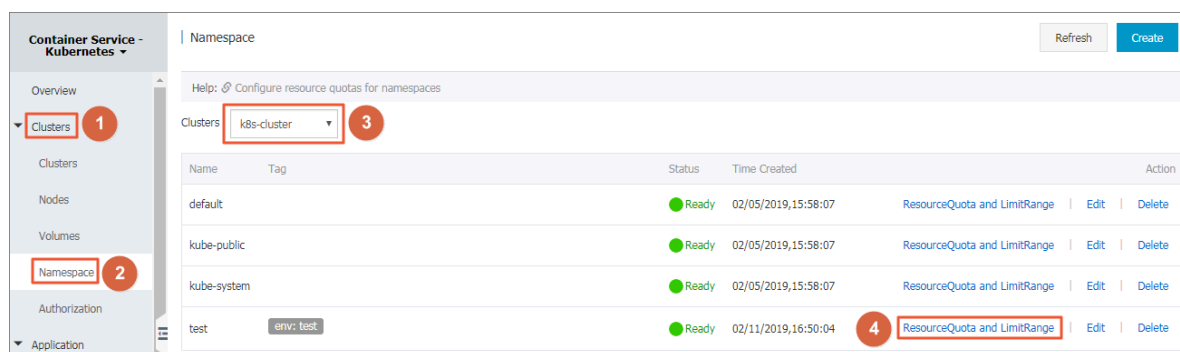 Container Service -
Kubernetes
Namespace
Refresh
Create
Overview
Help: Configure resource quotas for namespaces
Clusters
1
Clusters
k8s-cluster
3
Clusters
Name Tag Status Time Created Action
Nodes
default Ready 02/05/2019,15:58:07 ResourceQuota and LimitRange | Edit | Delete
Volumes
kube-public Ready 02/05/2019,15:58:07 ResourceQuota and LimitRange | Edit | Delete
Namespace
2
kube-system Ready 02/05/2019,15:58:07 ResourceQuota and LimitRange | Edit | Delete
Authorization
test env: test Ready 02/11/2019,16:50:04 4 ResourceQuota and LimitRange | Edit | Delete
Application